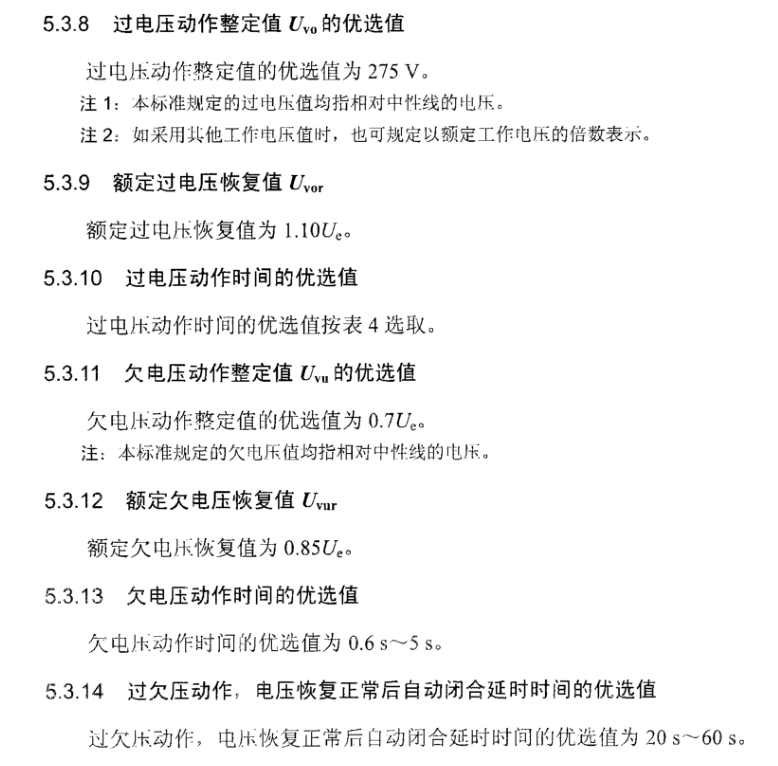 5.3.8 过电压动作整定值 Uvo 的优选值
过电压动作整定值的优选值为 275 V。
注 1：本标准规定的过电压值均指相对中性线的电压。
注 2：如采用其他工作电压值时，也可规定以额定工作电压的倍数表示。
5.3.9 额定过电压恢复值 Uvor
额定过电压恢复值为 1.10Ue。
5.3.10 过电压动作时间的优选值
过电压动作时间的优选值按表 4 选取。
5.3.11 欠电压动作整定值 Uvu 的优选值
欠电压动作整定值的优选值为 0.7Ue。
注：本标准规定的欠电压值均指相对中性线的电压。
5.3.12 额定欠电压恢复值 Uvur
额定欠电压恢复值为 0.85Ue。
5.3.13 欠电压动作时间的优选值
欠电压动作时间的优选值为 0.6 s～5 s。
5.3.14 过欠压动作，电压恢复正常后自动闭合延时时间的优选值
过欠压动作，电压恢复正常后自动闭合延时时间的优选值为 20 s～60 s。